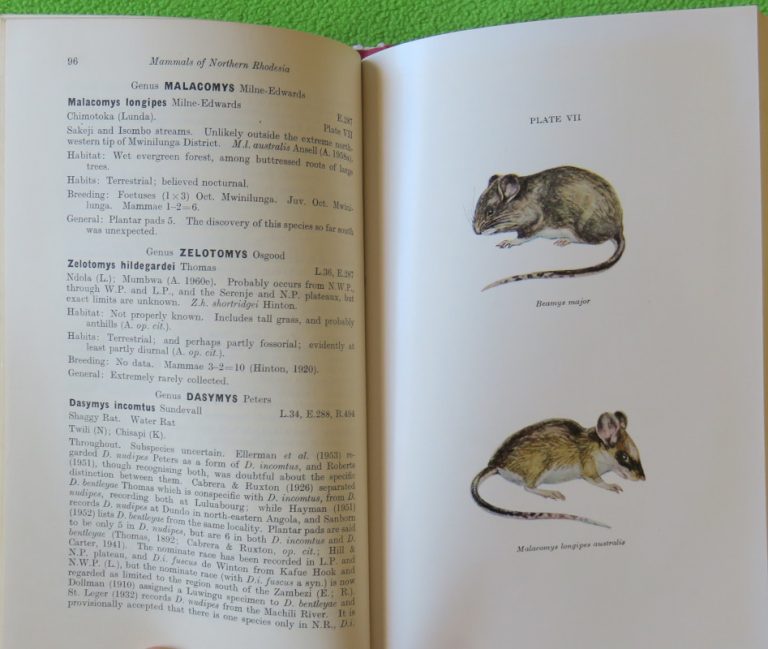 96 Mammals of Northern Rhodesia
Genus MALACOMYS Milne-Edwards
Malacomys longipes Milne-Edwards
Chimotoka (Lunda). E.287
Plate VII
Sakeji and Isombo streams. Unlikely outside the extreme north-
western tip of Mwinilunga District. M.l. australis Ansell (A. 1958a).
Habitat: Wet evergreen forest, among buttressed roots of large
trees.
Habits: Terrestrial; believed nocturnal.
Breeding: Foetuses (1×3) Oct. Mwinilunga. Juv. Oct. Mwini-
lunga. Mammae 1–2=6.
General: Plantar pads 5. The discovery of this species so far south
was unexpected.
Genus ZELOTOMYS Osgood
Zelotomys hildegardei Thomas L.36, E.287
Ndola (L.); Mumbwa (A. 1960e). Probably occurs from N.W.P.,
through W.P. and L.P., and the Serenje and N.P. plateaux, but
exact limits are unknown. Z.h. shortridgei Hinton.
Habitat: Not properly known. Includes tall grass, and probably
anthills (A. op. cit.).
Habits: Terrestrial; and perhaps partly fossorial; evidently at
least partly diurnal (A. op. cit.).
Breeding: No data. Mammae 3–2=10 (Hinton, 1920).
General: Extremely rarely collected.
Genus DASYMYS Peters
Dasymys incomtus Sundevall L.34, E.288, R.494
Shaggy Rat. Water Rat
Twili (N); Chisapi (K).
Throughout. Subspecies uncertain. Ellerman et al. (1953) re-
garded D. nudipes Peters as a form of D. incomtus, and Roberts
(1951), though recognising both, was doubtful about the specific
distinction between them. Cabrera & Ruxton (1926) separated
D. bentleyae Thomas which is conspecific with D. incomtus, from D.
nudipes, recording both at Luluabourg; while Hayman (1951)
records D. nudipes at Dundo in north-eastern Angola, and Sanborn
(1952) lists D. bentleyae from the same locality. Plantar pads are said
to be only 5 in D. nudipes, but are 6 in both D. incomtus and D.
bentleyae (Thomas, 1892; Cabrera & Ruxton, op. cit.; Hill &
Carter, 1941). The nominate race has been recorded in L.P. and
N.P. plateau, and D.i. fuscus de Winton from Kafue Hook and
N.W.P. (L.), but the nominate race (with D.i. fuscus a syn.) is now
regarded as limited to the region south of the Zambezi (E.; R.).
Dollman (1910) assigned a Luwingu specimen to D. bentleyae and
St. Leger (1932) records D. nudipes from the Machili River. It is
provisionally accepted that there is one species only in N.R., D.i.
PLATE VII
Beamys major
Malacomys longipes australis